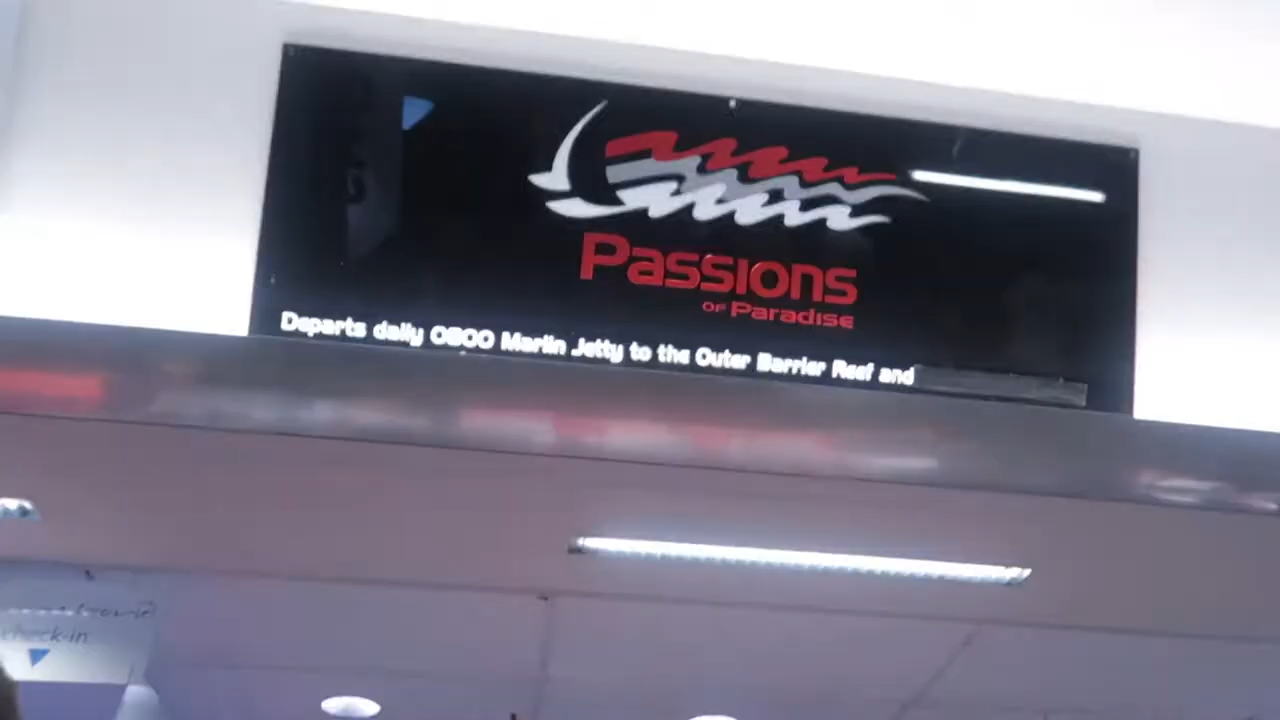 Passions
OF Paradise
Departs daily 0800 Marlin Jetty to the Outer Barrier Reef and
check-in